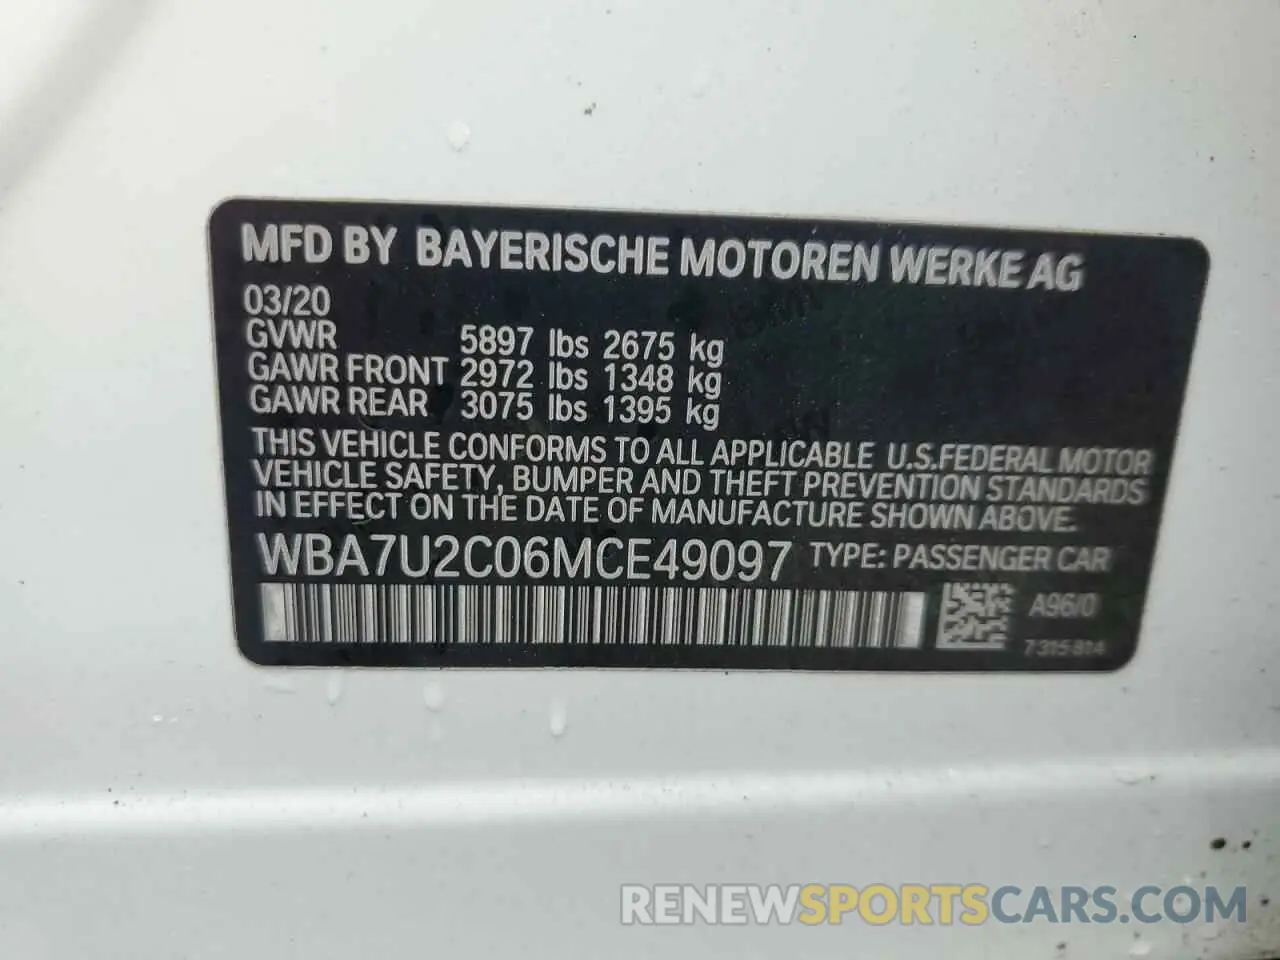 MFD BY BAYERISCHE MOTOREN WERKE AG
03/20
GVWR 5897 lbs 2675 kg
GAWR FRONT 2972 lbs 1348 kg
GAWR REAR 3075 lbs 1395 kg
THIS VEHICLE CONFORMS TO ALL APPLICABLE U.S.FEDERAL MOTOR
VEHICLE SAFETY, BUMPER AND THEFT PREVENTION STANDARDS
IN EFFECT ON THE DATE OF MANUFACTURE SHOWN ABOVE.
WBA7U2C06MCE49097 TYPE: PASSENGER CAR
A96/0
7 315 814
RENEWSPORTSCARS.COM